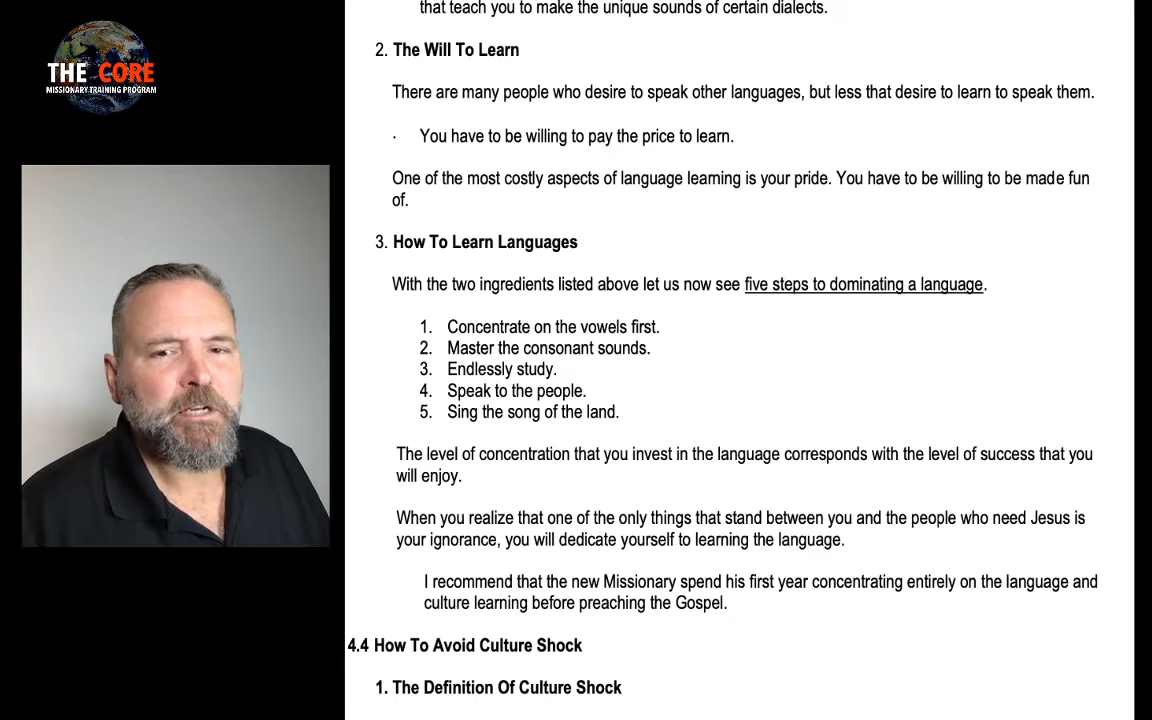 THE CORE
MISSIONARY TRAINING PROGRAM
that teach you to make the unique sounds of certain dialects.
2. The Will To Learn
There are many people who desire to speak other languages, but less that desire to learn to speak them.
· You have to be willing to pay the price to learn.
One of the most costly aspects of language learning is your pride. You have to be willing to be made fun
of.
3. How To Learn Languages
With the two ingredients listed above let us now see five steps to dominating a language.
1. Concentrate on the vowels first.
2. Master the consonant sounds.
3. Endlessly study.
4. Speak to the people.
5. Sing the song of the land.
The level of concentration that you invest in the language corresponds with the level of success that you
will enjoy.
When you realize that one of the only things that stand between you and the people who need Jesus is
your ignorance, you will dedicate yourself to learning the language.
I recommend that the new Missionary spend his first year concentrating entirely on the language and
culture learning before preaching the Gospel.
4.4 How To Avoid Culture Shock
1. The Definition Of Culture Shock